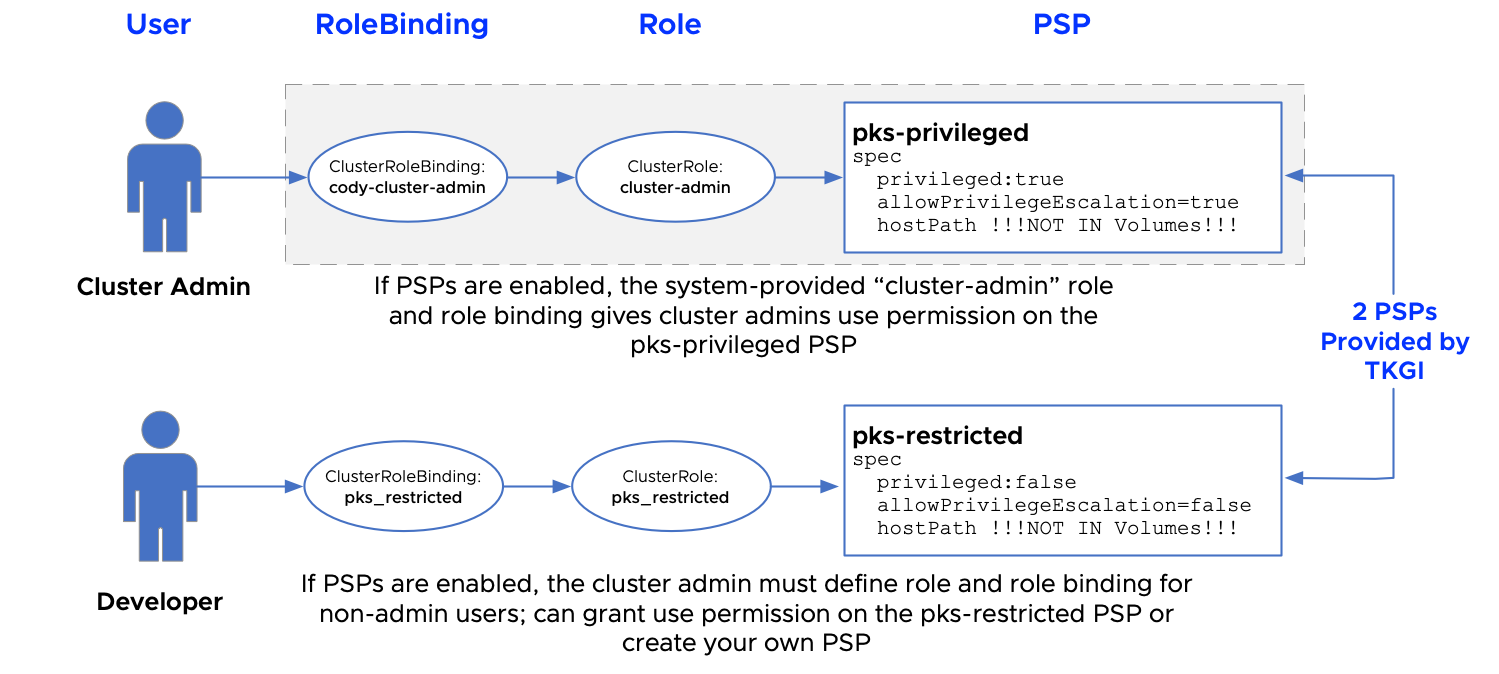 User
RoleBinding
Role
PSP
ClusterRoleBinding:
cody-cluster-admin
ClusterRole:
cluster-admin
pks-privileged
spec
privileged:true
allowPrivilegeEscalation=true
hostPath !!!NOT IN Volumes!!!
Cluster Admin
If PSPs are enabled, the system-provided “cluster-admin” role
and role binding gives cluster admins use permission on the
pks-privileged PSP
2 PSPs
Provided by
TKGI
ClusterRoleBinding:
pks_restricted
ClusterRole:
pks_restricted
pks-restricted
spec
privileged:false
allowPrivilegeEscalation=false
hostPath !!!NOT IN Volumes!!!
Developer
If PSPs are enabled, the cluster admin must define role and role binding for
non-admin users; can grant use permission on the pks-restricted PSP or
create your own PSP